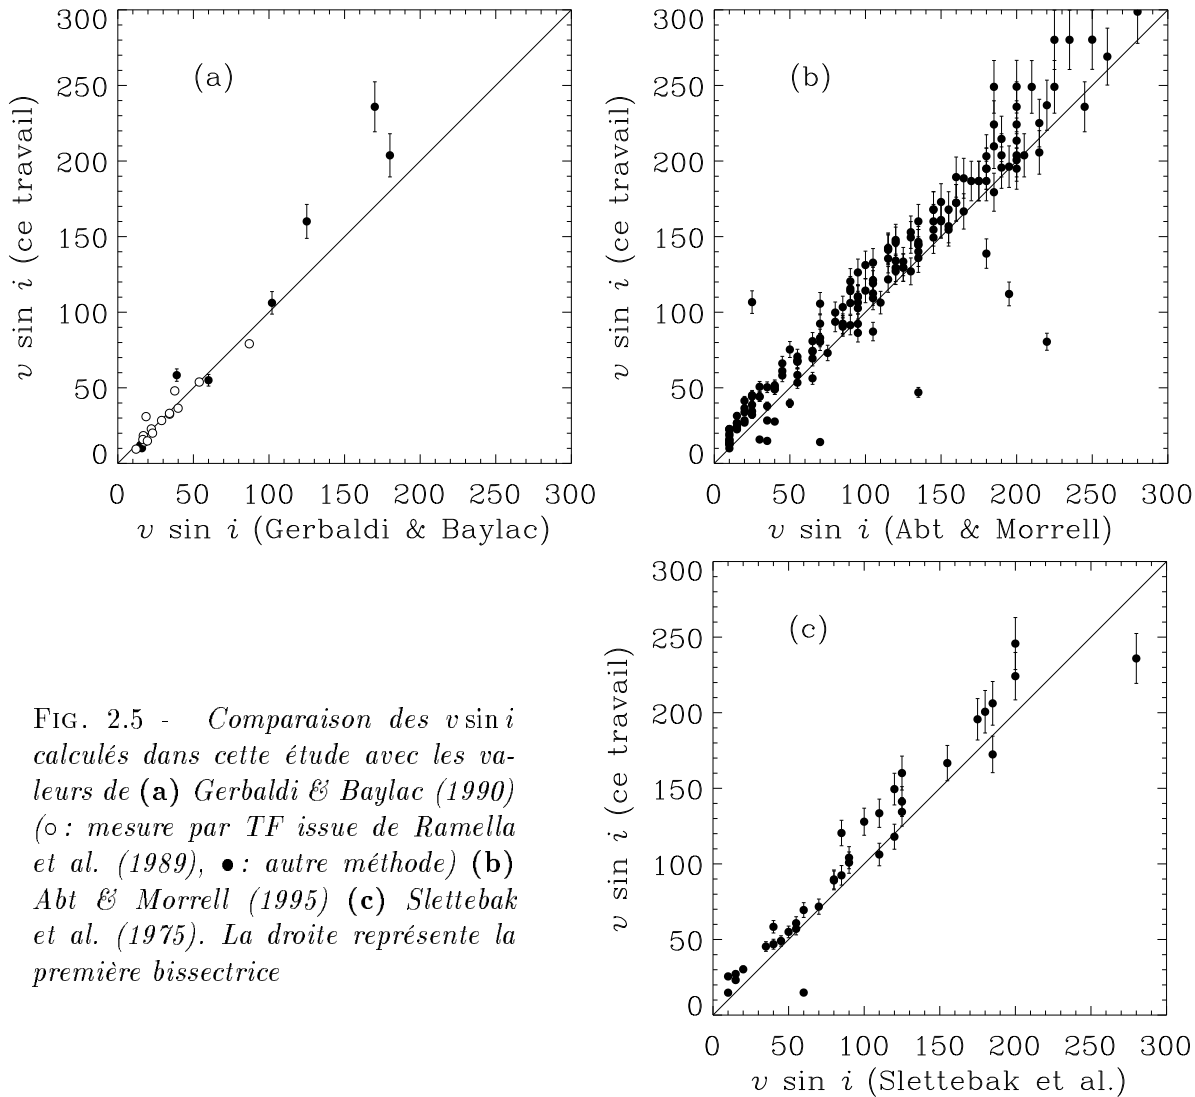 300
250
200
150
100
50
0
(a)
v sin i (ce travail)
0 50 100 150 200 250 300
v sin i (Gerbaldi & Baylac)
300
250
200
150
100
50
0
(b)
v sin i (ce travail)
0 50 100 150 200 250 300
v sin i (Abt & Morrell)
300
250
200
150
100
50
0
(c)
v sin i (ce travail)
0 50 100 150 200 250 300
v sin i (Slettebak et al.)
FIG. 2.5 - Comparaison des v sin i
calculés dans cette étude avec les va-
leurs de (a) Gerbaldi & Baylac (1990)
(○: mesure par TF issue de Ramella
et al. (1989), ●: autre méthode) (b)
Abt & Morrell (1995) (c) Slettebak
et al. (1975). La droite représente la
première bissectrice